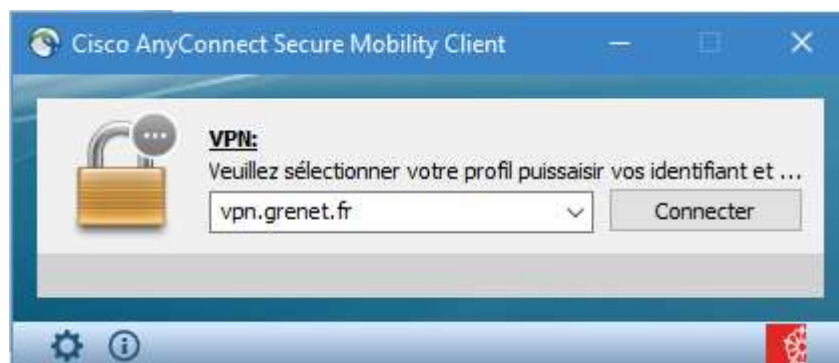 Cisco AnyConnect Secure Mobility Client
VPN:
Veuillez sélectionner votre profil puissaisir vos identifiant et ...
vpn.grenet.fr
Connecter